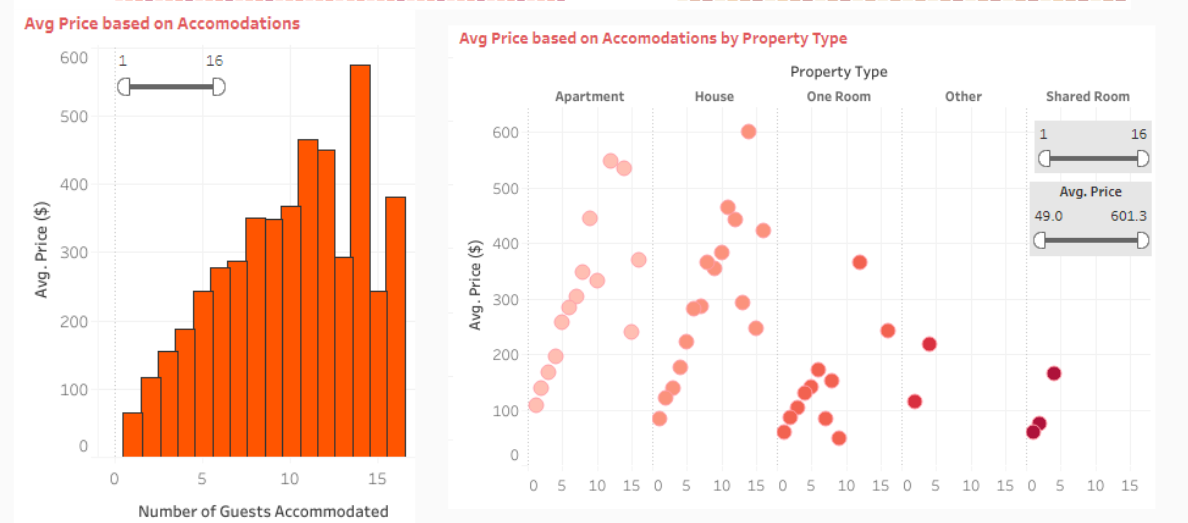 Avg Price based on Accomodations
1 16
600
500
400
300
200
100
0
Avg. Price ($)
0 5 10 15
Number of Guests Accommodated
Avg Price based on Accomodations by Property Type
Property Type
Apartment House One Room Other Shared Room
600
500
400
300
200
100
0
Avg. Price ($)
1 16
Avg. Price
49.0 601.3
0 5 10 15 0 5 10 15 0 5 10 15 0 5 10 15 0 5 10 15